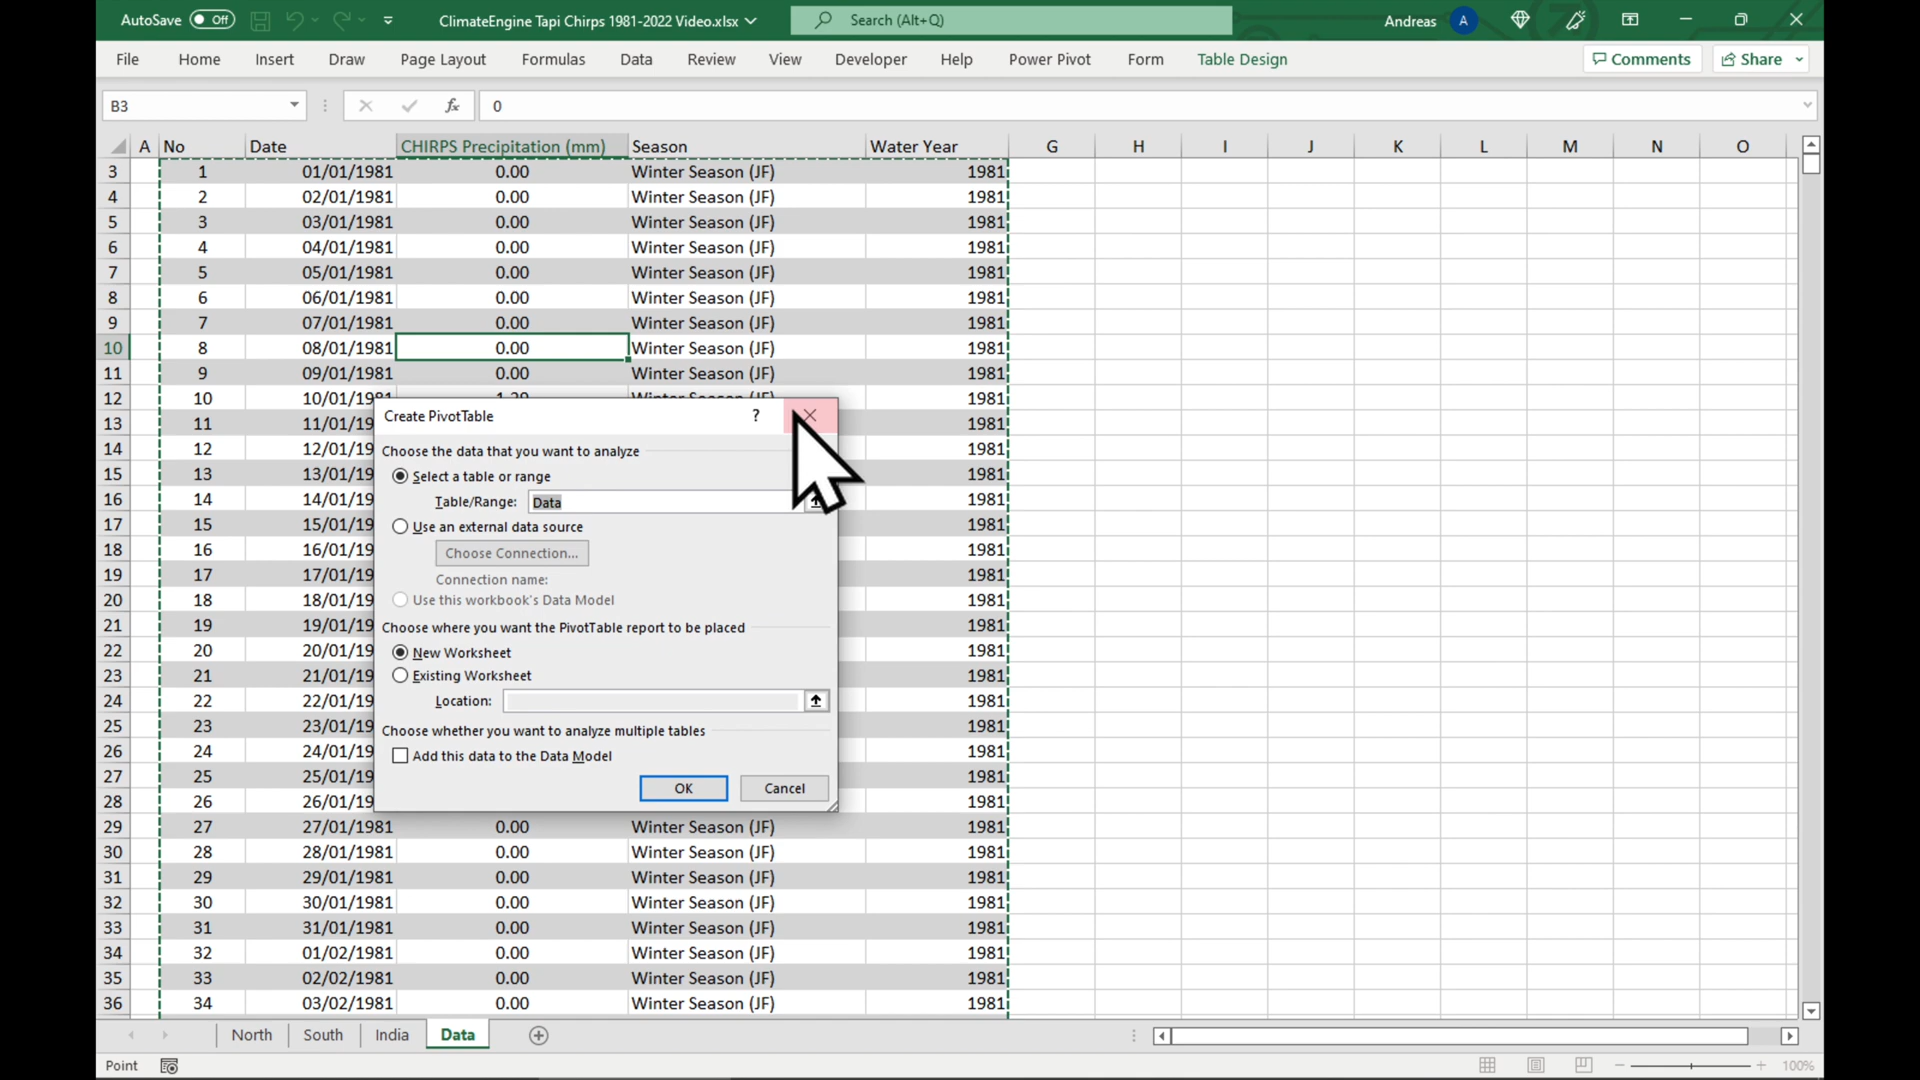 AutoSave Off ClimateEngine Tapi Chirps 1981-2022 Video.xlsx Search (Alt+Q) Andreas A
File Home Insert Draw Page Layout Formulas Data Review View Developer Help Power Pivot Form Table Design Comments Share
B3 fx 0
A No Date CHIRPS Precipitation (mm) Season Water Year G H I J K L M N O
3 1 01/01/1981 0.00 Winter Season (JF) 1981
4 2 02/01/1981 0.00 Winter Season (JF) 1981
5 3 03/01/1981 0.00 Winter Season (JF) 1981
6 4 04/01/1981 0.00 Winter Season (JF) 1981
7 5 05/01/1981 0.00 Winter Season (JF) 1981
8 6 06/01/1981 0.00 Winter Season (JF) 1981
9 7 07/01/1981 0.00 Winter Season (JF) 1981
10 8 08/01/1981 0.00 Winter Season (JF) 1981
11 9 09/01/1981 0.00 Winter Season (JF) 1981
12 10 10/01/1981 Winter Season (JF) 1981
13 11 11/01/19 1981
14 12 12/01/19 1981
15 13 13/01/19 1981
16 14 14/01/19 1981
17 15 15/01/19 1981
18 16 16/01/19 1981
19 17 17/01/19 1981
20 18 18/01/19 1981
21 19 19/01/19 1981
22 20 20/01/19 1981
23 21 21/01/19 1981
24 22 22/01/19 1981
25 23 23/01/19 1981
26 24 24/01/19 1981
27 25 25/01/19 1981
28 26 26/01/19 1981
29 27 27/01/1981 0.00 Winter Season (JF) 1981
30 28 28/01/1981 0.00 Winter Season (JF) 1981
31 29 29/01/1981 0.00 Winter Season (JF) 1981
32 30 30/01/1981 0.00 Winter Season (JF) 1981
33 31 31/01/1981 0.00 Winter Season (JF) 1981
34 32 01/02/1981 0.00 Winter Season (JF) 1981
35 33 02/02/1981 0.00 Winter Season (JF) 1981
36 34 03/02/1981 0.00 Winter Season (JF) 1981
Create PivotTable ?
Choose the data that you want to analyze
Select a table or range
Table/Range: Data
Use an external data source
Choose Connection...
Connection name:
Use this workbook's Data Model
Choose where you want the PivotTable report to be placed
New Worksheet
Existing Worksheet
Location:
Choose whether you want to analyze multiple tables
Add this data to the Data Model
OK Cancel
North South India Data
Point 100%